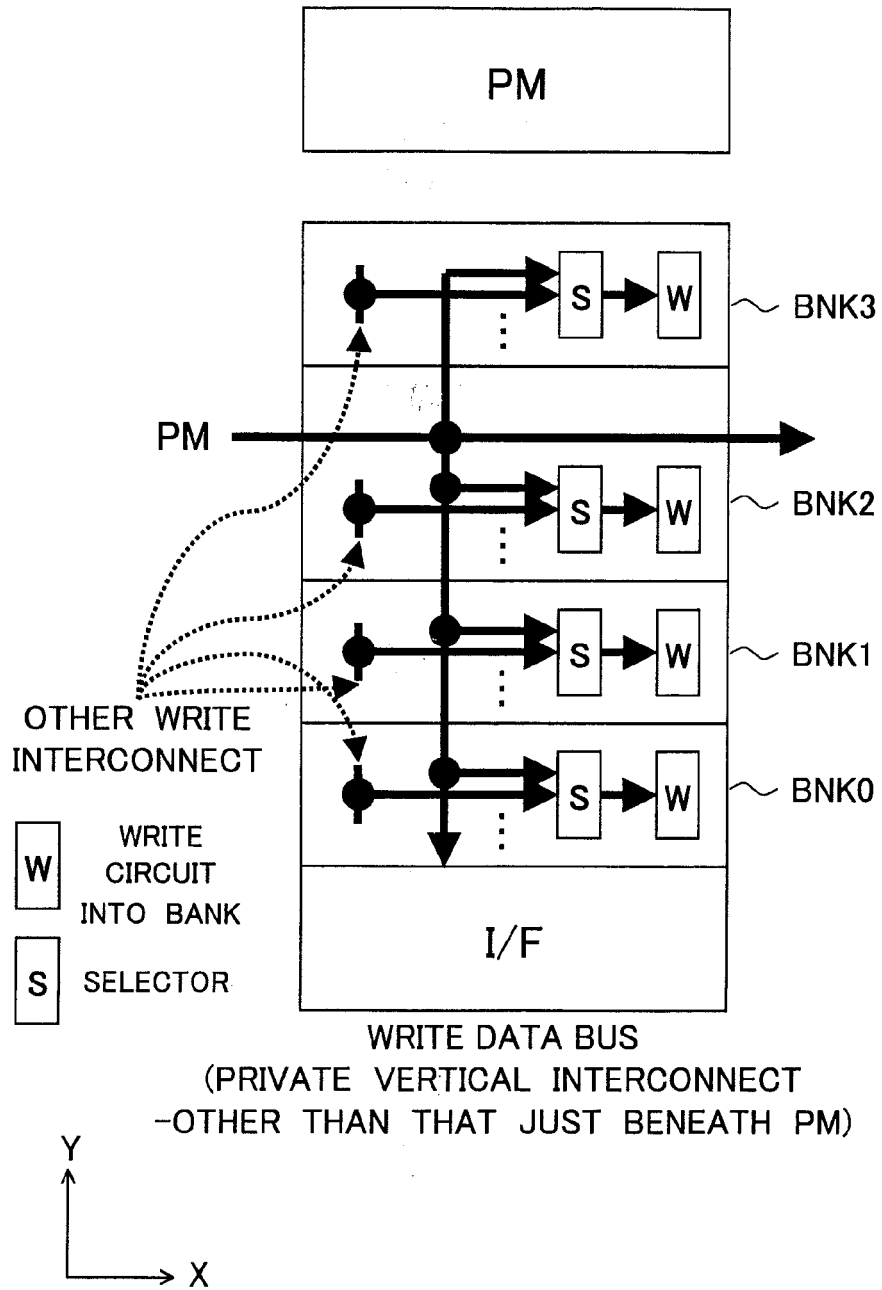 PM
S
W
BNK3
PM
S
W
BNK2
S
W
BNK1
OTHER WRITE
INTERCONNECT
S
W
BNK0
W
WRITE
CIRCUIT
INTO BANK
S
SELECTOR
I/F
WRITE DATA BUS
(PRIVATE VERTICAL INTERCONNECT
-OTHER THAN THAT JUST BENEATH PM)
Y
X